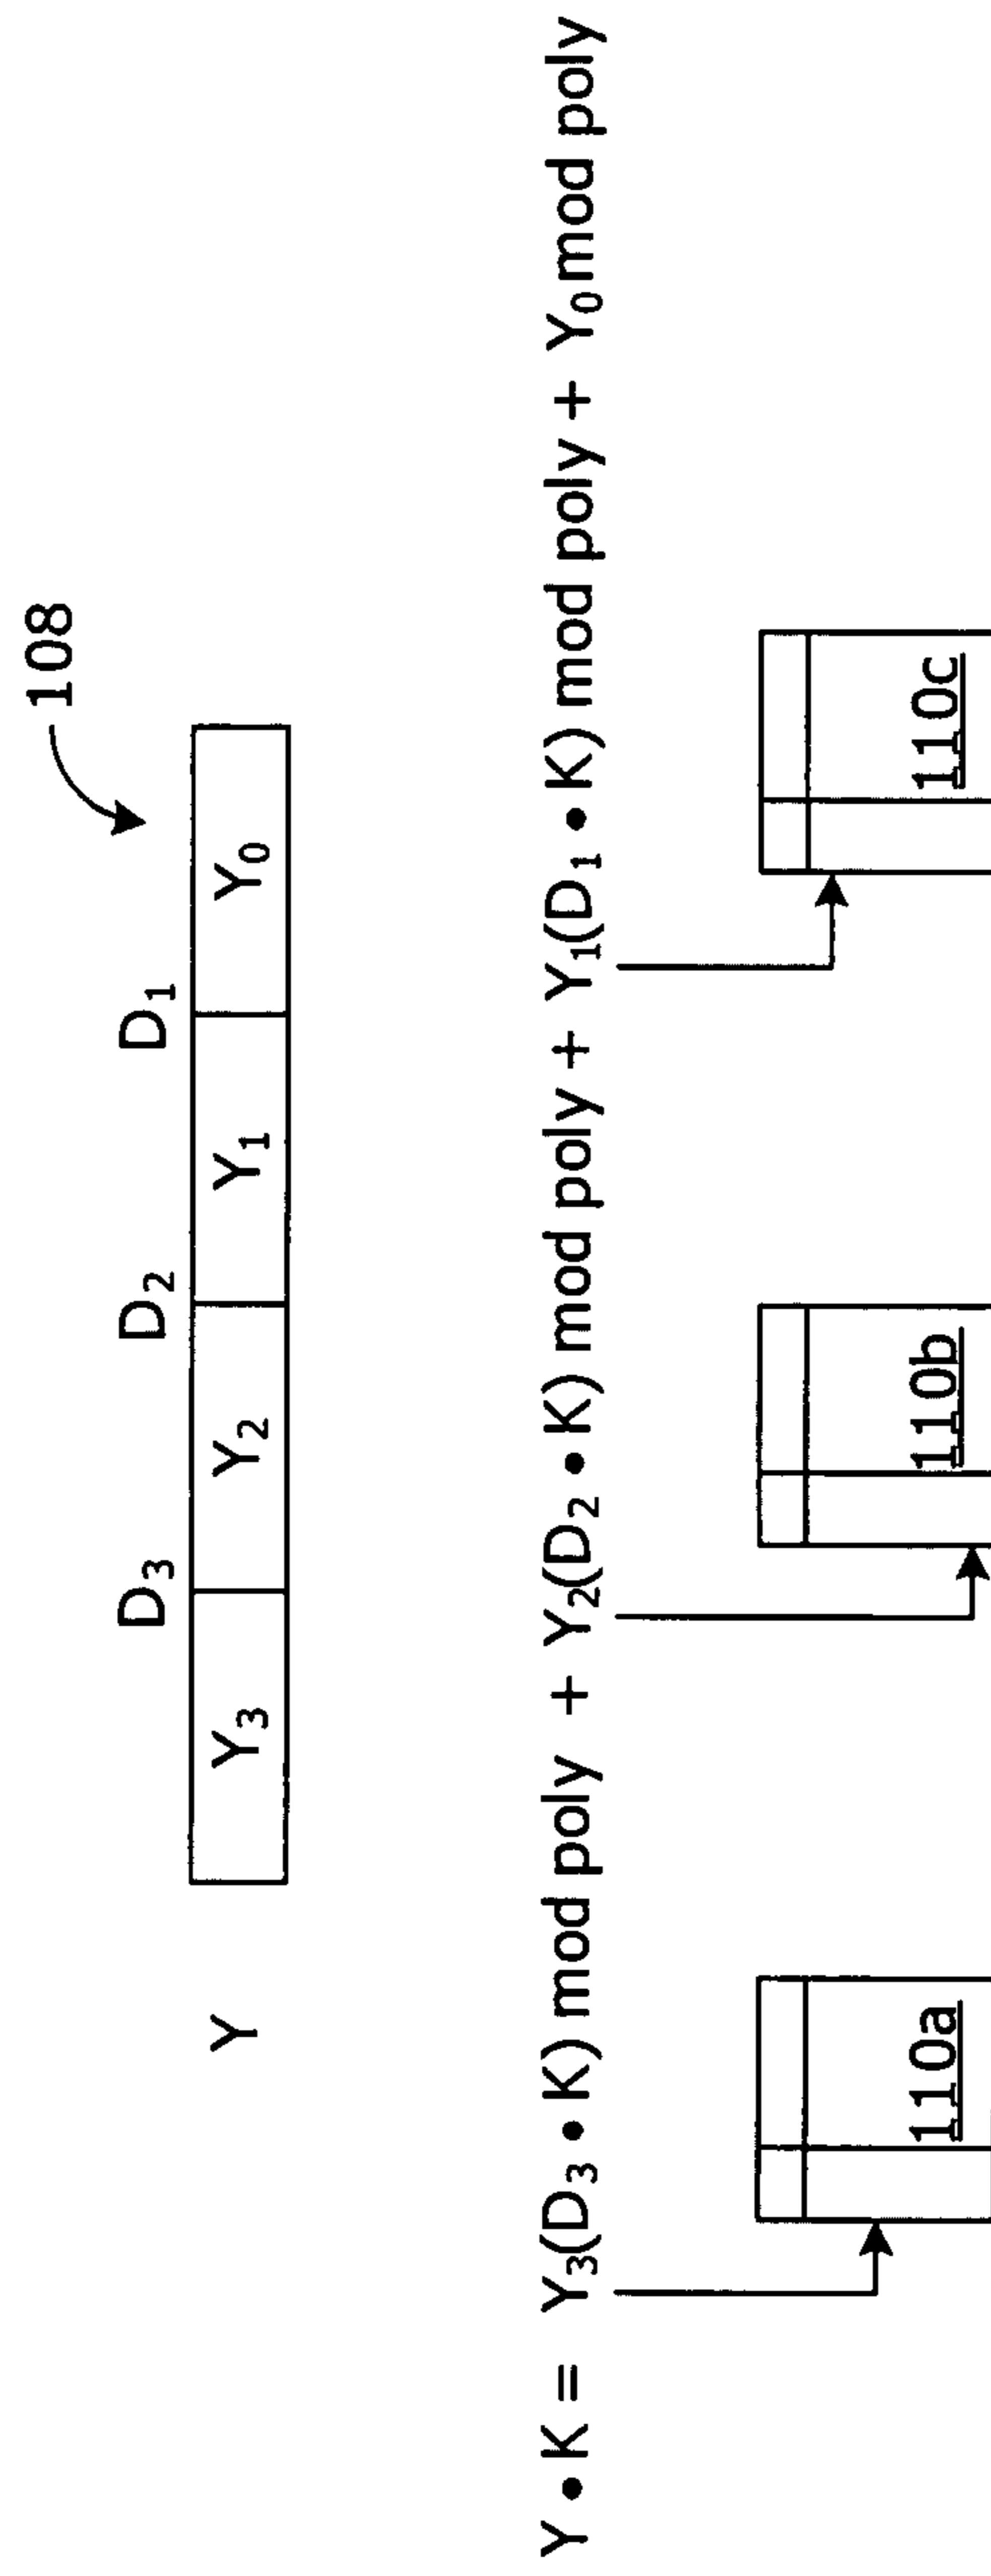 108
D₃ D₂ D₁
Y Y₃ Y₂ Y₁ Y₀
Y • K = Y₃(D₃ • K) mod poly + Y₂(D₂ • K) mod poly + Y₁(D₁ • K) mod poly + Y₀ mod poly
110a 110b 110c